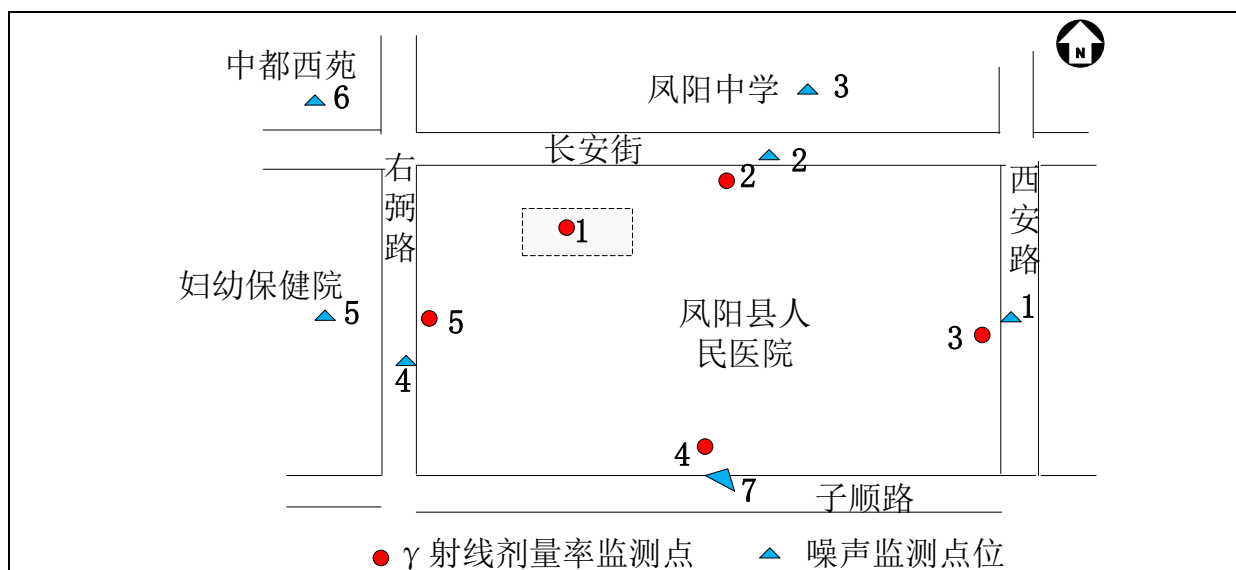 N
中都西苑
6
凤阳中学
3
长安街
2
2
右弼路
西安路
1
妇幼保健院
5
5
凤阳县人
民医院
1
3
4
4
7
子顺路
γ射线剂量率监测点
噪声监测点位